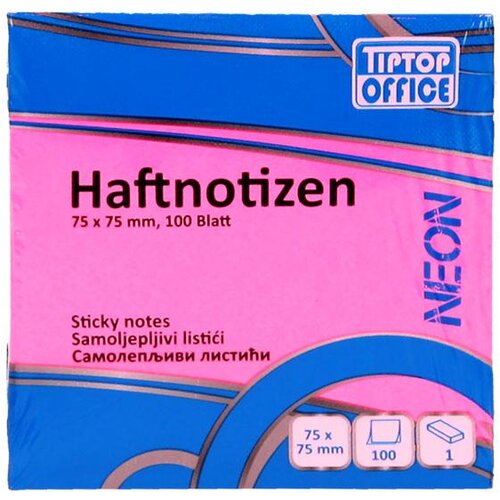 TIPTOP
OFFICE
Haftnotizen
75 x 75 mm, 100 Blatt
NEON
Sticky notes
Samoljepljivi listići
Самолепљиви листићи
75 x
75 mm
100
1